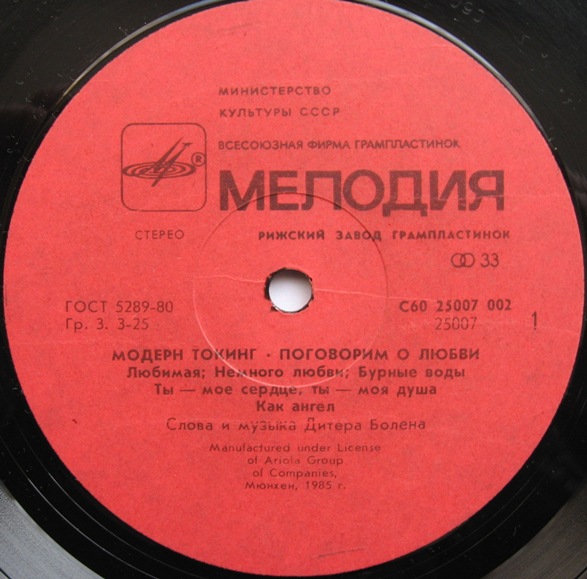 МИНИСТЕРСТВО
КУЛЬТУРЫ СССР
ВСЕСОЮЗНАЯ ФИРМА ГРАМПЛАСТИНОК
®
МЕЛОДИЯ
СТЕРЕО
РИЖСКИЙ ЗАВОД ГРАМПЛАСТИНОК
33
ГОСТ 5289-80
Гр. 3. 3-25
С60 25007 002
25007
1
МОДЕРН ТОКИНГ · ПОГОВОРИМ О ЛЮБВИ
Любимая; Немного любви; Бурные воды
Ты — мое сердце, ты — моя душа
Как ангел
Слова и музыка Дитера Болена
Manufactured under License
of Ariola Group
of Companies,
Мюнхен, 1985 г.